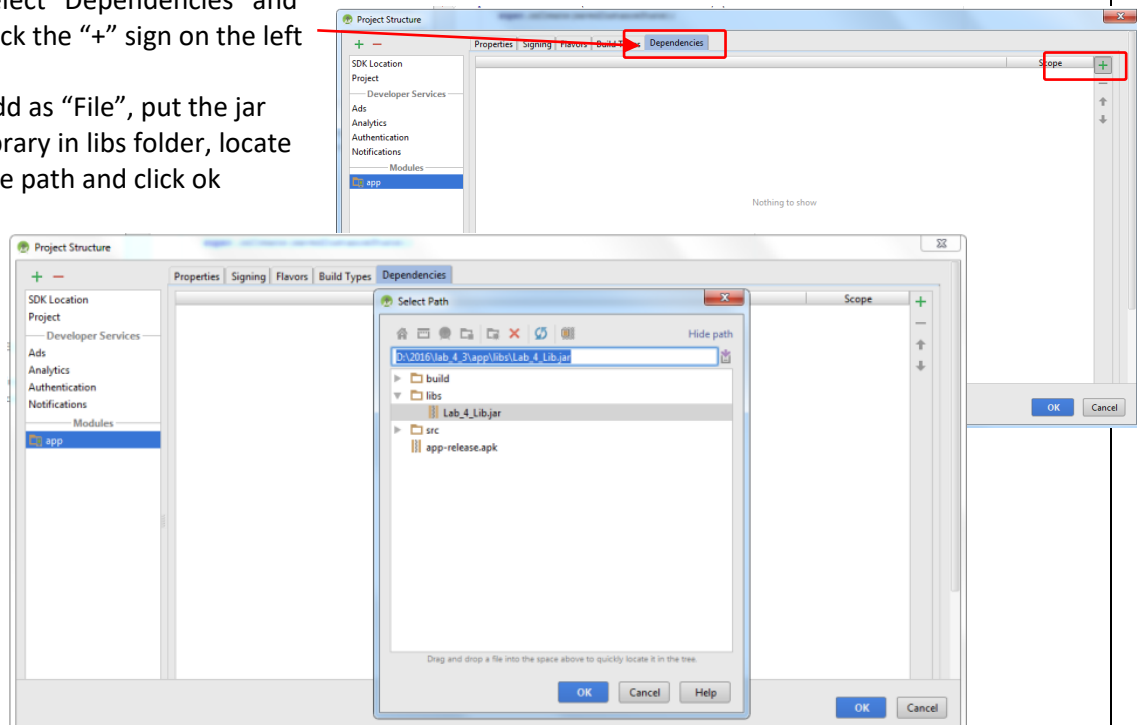 lect "Dependencies" and
ck the “+” sign on the left
dd as “File”, put the jar
brary in libs folder, locate
e path and click ok
Project Structure
Properties Signing Flavors Build Types Dependencies
SDK Location
Scope
Project
Developer Services
Ads
Analytics
Authentication
Notifications
Modules
app
Nothing to show
OK Cancel
Project Structure
Properties Signing Flavors Build Types Dependencies
SDK Location
Scope
Project
Developer Services
Ads
Analytics
Authentication
Notifications
Modules
app
Select Path
Hide path
D:\2016\lab_4_3\app\libs\Lab_4_Lib.jar
build
libs
Lab_4_Lib.jar
src
app-release.apk
Drag and drop a file into the space above to quickly locate it in the tree.
OK Cancel Help
OK Cancel